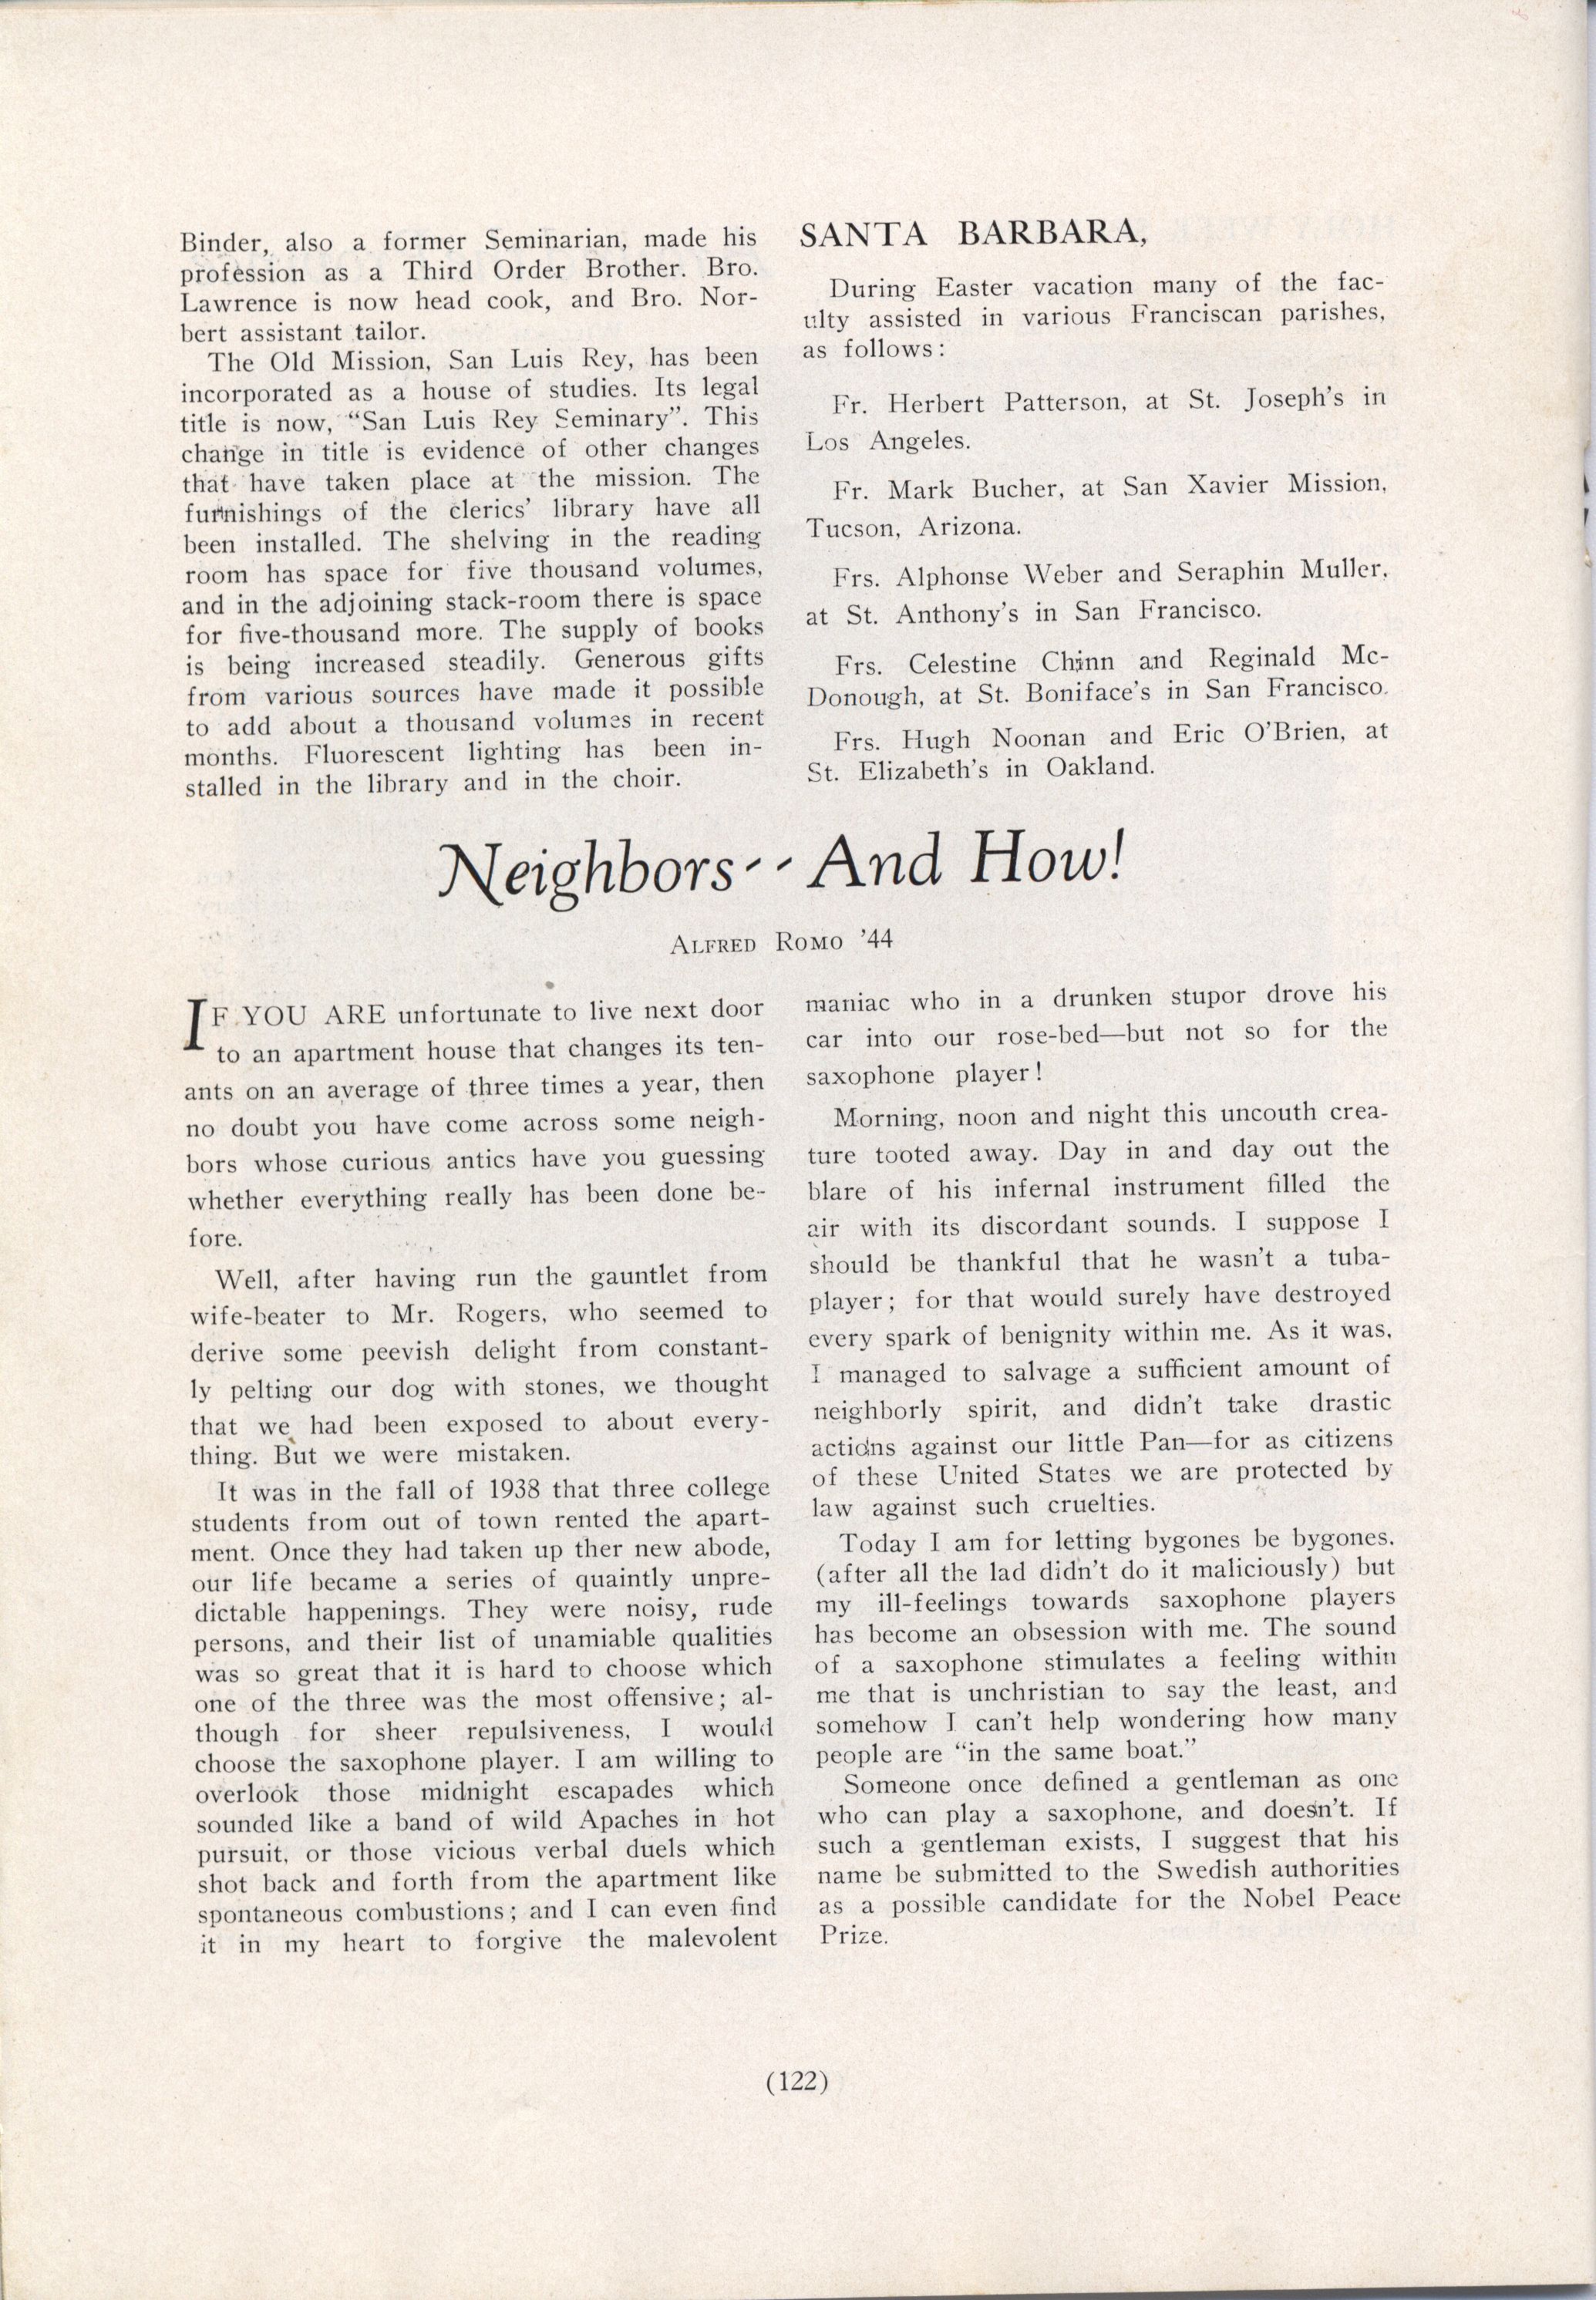 Binder, also a former Seminarian, made his
profession as a Third Order Brother. Bro.
Lawrence is now head cook, and Bro. Nor-
bert assistant tailor.
The Old Mission, San Luis Rey, has been
incorporated as a house of studies. Its legal
title is now, “San Luis Rey Seminary”. This
change in title is evidence of other changes
that have taken place at the mission. The
furnishings of the clerics’ library have all
been installed. The shelving in the reading
room has space for five thousand volumes,
and in the adjoining stack-room there is space
for five-thousand more. The supply of books
is being increased steadily. Generous gifts
from various sources have made it possible
to add about a thousand volumes in recent
months. Fluorescent lighting has been in-
stalled in the library and in the choir.
SANTA BARBARA,
During Easter vacation many of the fac-
ulty assisted in various Franciscan parishes,
as follows:
Fr. Herbert Patterson, at St. Joseph’s in
Los Angeles.
Fr. Mark Bucher, at San Xavier Mission,
Tucson, Arizona.
Frs. Alphonse Weber and Seraphin Muller,
at St. Anthony’s in San Francisco.
Frs. Celestine Chinn and Reginald Mc-
Donough, at St. Boniface’s in San Francisco.
Frs. Hugh Noonan and Eric O’Brien, at
St. Elizabeth’s in Oakland.
Neighbors-- And How!
ALFRED ROMO ’44
IF YOU ARE unfortunate to live next door
to an apartment house that changes its ten-
ants on an average of three times a year, then
no doubt you have come across some neigh-
bors whose curious antics have you guessing
whether everything really has been done be-
fore.
Well, after having run the gauntlet from
wife-beater to Mr. Rogers, who seemed to
derive some peevish delight from constant-
ly pelting our dog with stones, we thought
that we had been exposed to about every-
thing. But we were mistaken.
It was in the fall of 1938 that three college
students from out of town rented the apart-
ment. Once they had taken up ther new abode,
our life became a series of quaintly unpre-
dictable happenings. They were noisy, rude
persons, and their list of unamiable qualities
was so great that it is hard to choose which
one of the three was the most offensive; al-
though for sheer repulsiveness, I would
choose the saxophone player. I am willing to
overlook those midnight escapades which
sounded like a band of wild Apaches in hot
pursuit, or those vicious verbal duels which
shot back and forth from the apartment like
spontaneous combustions; and I can even find
it in my heart to forgive the malevolent
maniac who in a drunken stupor drove his
car into our rose-bed—but not so for the
saxophone player!
Morning, noon and night this uncouth crea-
ture tooted away. Day in and day out the
blare of his infernal instrument filled the
air with its discordant sounds. I suppose I
should be thankful that he wasn’t a tuba-
player; for that would surely have destroyed
every spark of benignity within me. As it was,
I managed to salvage a sufficient amount of
neighborly spirit, and didn’t take drastic
actions against our little Pan—for as citizens
of these United States we are protected by
law against such cruelties.
Today I am for letting bygones be bygones.
(after all the lad didn’t do it maliciously) but
my ill-feelings towards saxophone players
has become an obsession with me. The sound
of a saxophone stimulates a feeling within
me that is unchristian to say the least, and
somehow I can’t help wondering how many
people are “in the same boat.”
Someone once defined a gentleman as one
who can play a saxophone, and doesn’t. If
such a gentleman exists, I suggest that his
name be submitted to the Swedish authorities
as a possible candidate for the Nobel Peace
Prize.
(122)